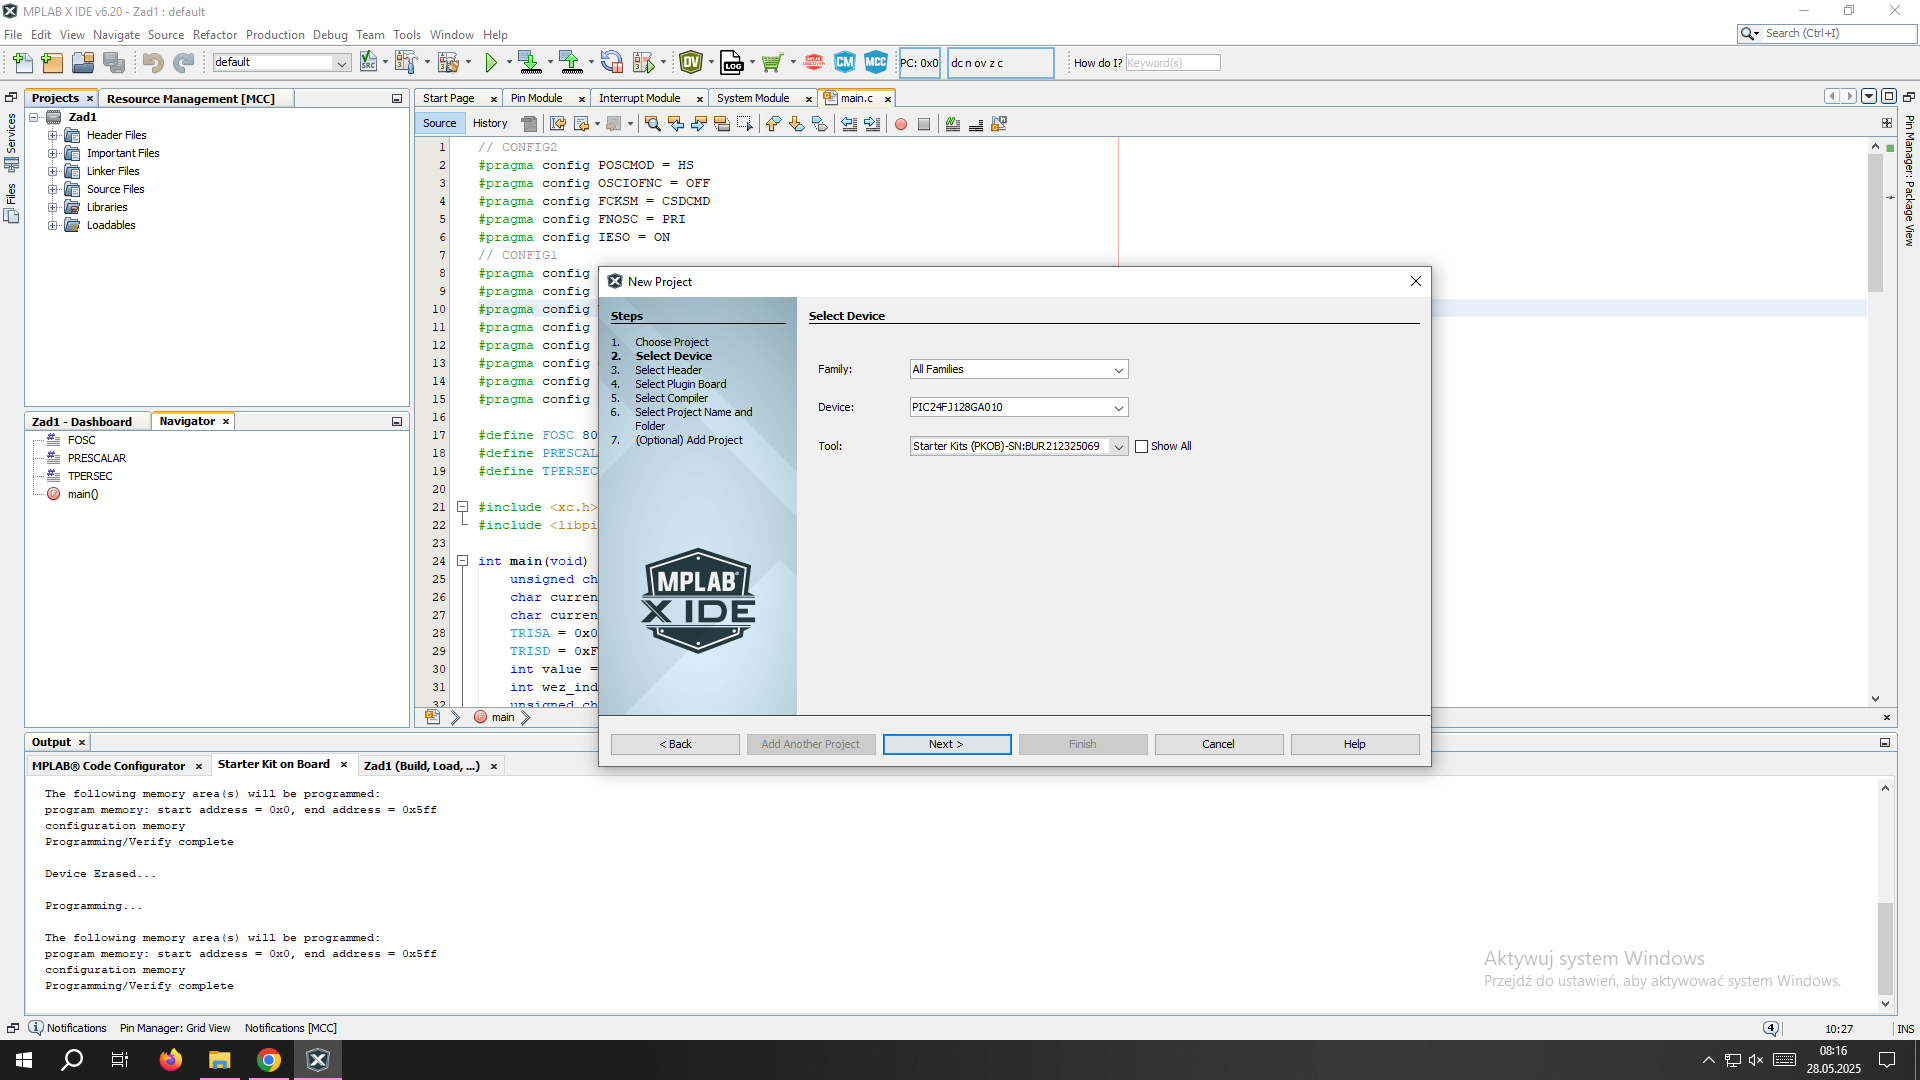 MPLAB X IDE v6.20 - Zad1 : default
File Edit View Navigate Source Refactor Production Debug Team Tools Window Help
Search (Ctrl+I)
default
SRC
DV
LOG
CM
MCC
PC: 0x0
dc n ov z c
How do I?
Keyword(s)
Projects
Resource Management [MCC]
Services
Files
Zad1
Header Files
Important Files
Linker Files
Source Files
Libraries
Loadables
Zad1 - Dashboard
Navigator
FOSC
PRESCALAR
TPERSEC
main()
Start Page
Pin Module
Interrupt Module
System Module
main.c
Source
History
Pin Manager: Package View
1 // CONFIG2
2 #pragma config POSCMOD = HS
3 #pragma config OSCIOFNC = OFF
4 #pragma config FCKSM = CSDCMD
5 #pragma config FNOSC = PRI
6 #pragma config IESO = ON
7 // CONFIG1
8 #pragma config
9 #pragma config
10 #pragma config
11 #pragma config
12 #pragma config
13 #pragma config
14 #pragma config
15 #pragma config
16
17 #define FOSC 80
18 #define PRESCAL
19 #define TPERSEC
20
21 #include <xc.h>
22 #include <libpi
23
24 int main(void)
25 unsigned ch
26 char curren
27 char curren
28 TRISA = 0x0
29 TRISD = 0xF
30 int value =
31 int wez_ind
32 unsigned ch
main
New Project
Steps
1. Choose Project
2. Select Device
3. Select Header
4. Select Plugin Board
5. Select Compiler
6. Select Project Name and
Folder
7. (Optional) Add Project
MPLAB®
X IDE
Select Device
Family: All Families
Device: PIC24FJ128GA010
Tool: Starter Kits (PKOB)-SN:BUR212325069
Show All
< Back
Add Another Project
Next >
Finish
Cancel
Help
Output
MPLAB® Code Configurator
Starter Kit on Board
Zad1 (Build, Load, ...)
The following memory area(s) will be programmed:
program memory: start address = 0x0, end address = 0x5ff
configuration memory
Programming/Verify complete
Device Erased...
Programming...
The following memory area(s) will be programmed:
program memory: start address = 0x0, end address = 0x5ff
configuration memory
Programming/Verify complete
Aktywuj system Windows
Przejdź do ustawień, aby aktywować system Windows.
Notifications
Pin Manager: Grid View
Notifications [MCC]
4
10:27
INS
08:16
28.05.2025